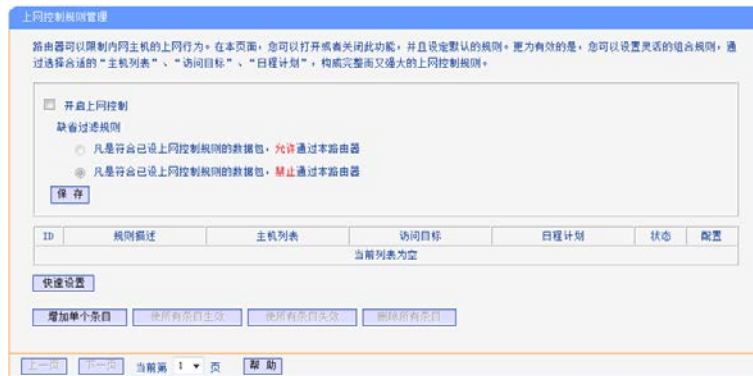 上网控制规则管理
路由器可以限制内网主机的上网行为。在本页面，您可以打开或者关闭此功能，并且设定默认的规则。更为有效的是，您可以设置灵活的组合规则，通
过选择合适的“主机列表”、“访问目标”、“日程计划”，构成完整而又强大的上网控制规则。
开启上网控制
缺省过滤规则
凡是符合已设上网控制规则的数据包，允许通过本路由器
凡是符合已设上网控制规则的数据包，禁止通过本路由器
保 存
ID 规则描述 主机列表 访问目标 日程计划 状态 配置
当前列表为空
快速设置
增加单个条目 使所有条目生效 使所有条目失效 删除所有条目
上一页 下一页 当前第 1 页 帮 助